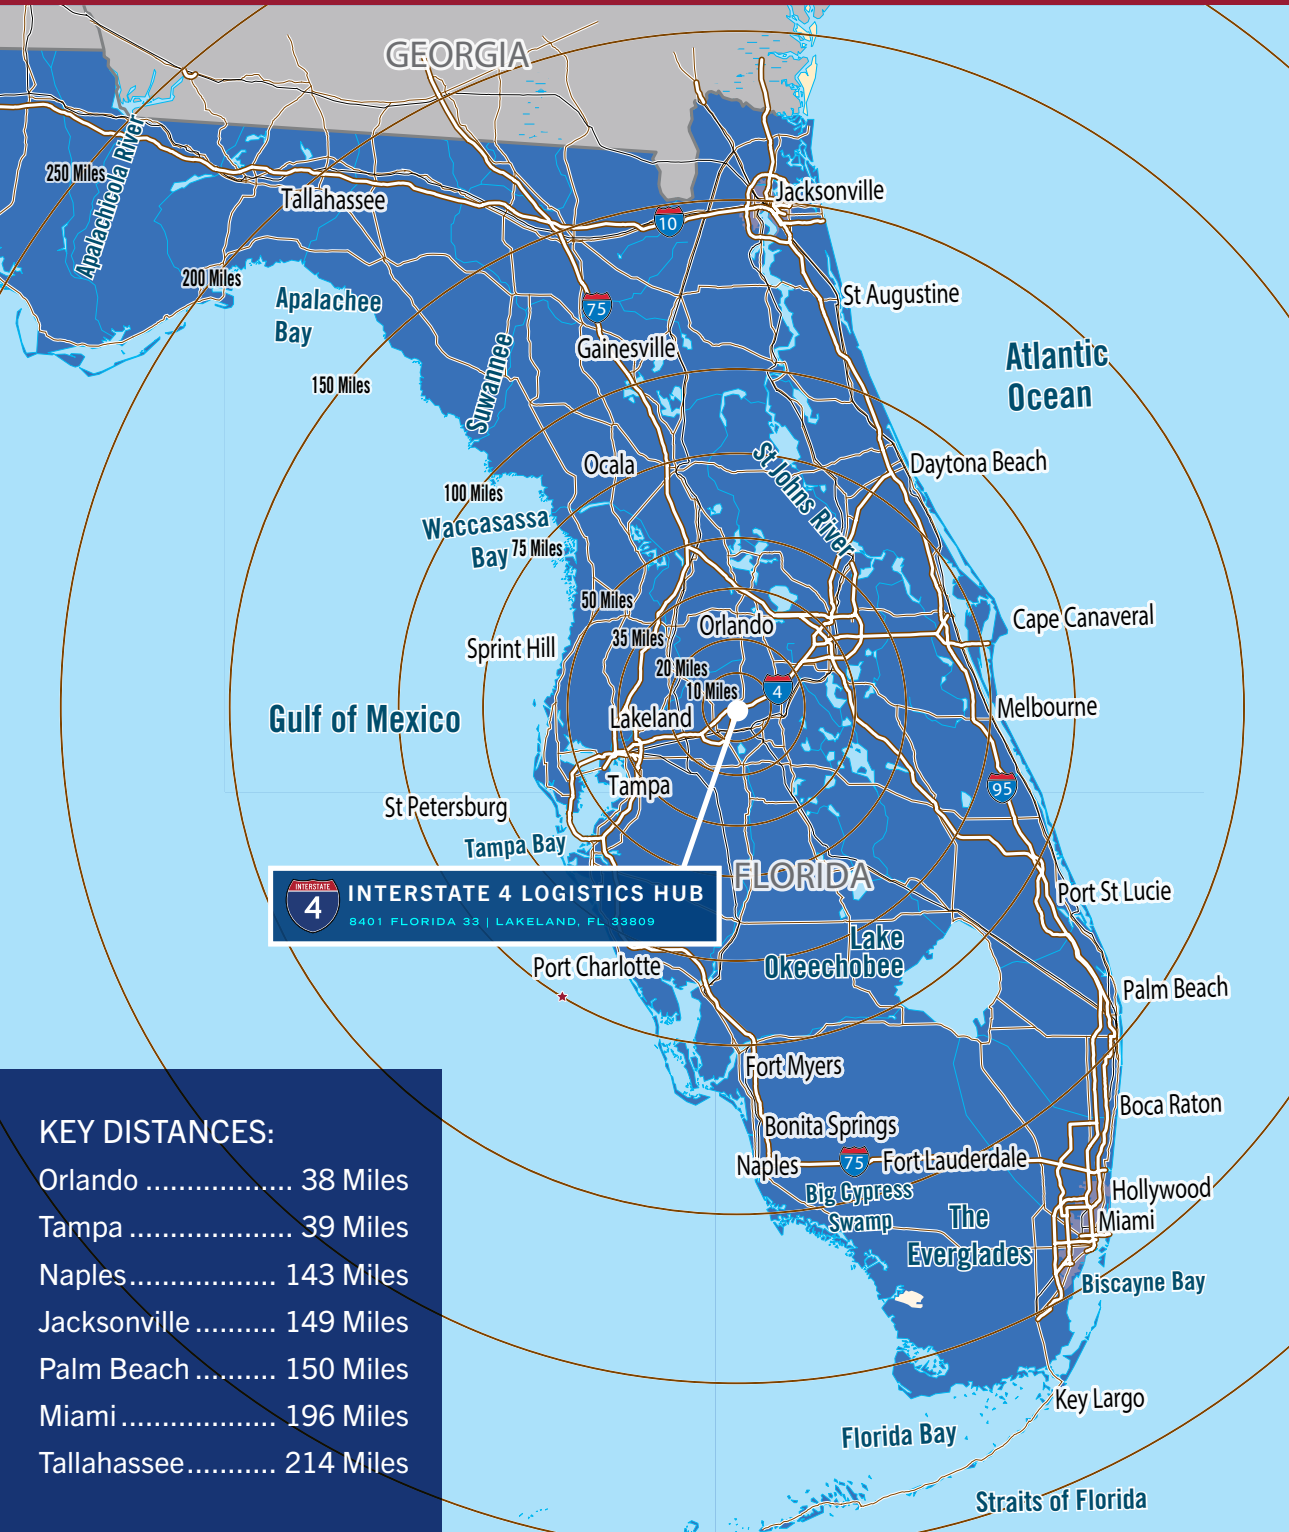 GEORGIA
250 Miles
Apalachicola River
Tallahassee
Jacksonville
10
200 Miles
Apalachee
Bay
75
St Augustine
Gainesville
Suwannee
150 Miles
Atlantic
Ocean
Ocala
St Johns River
Daytona Beach
100 Miles
Waccasassa
Bay
75 Miles
50 Miles
Orlando
Cape Canaveral
35 Miles
Sprint Hill
20 Miles
10 Miles
4
Gulf of Mexico
Lakeland
Melbourne
Tampa
95
St Petersburg
Tampa Bay
FLORIDA
INTERSTATE
4
INTERSTATE 4 LOGISTICS HUB
8401 FLORIDA 33 | LAKELAND, FL 33809
Port St Lucie
Lake
Okeechobee
Port Charlotte
Palm Beach
Fort Myers
Boca Raton
Bonita Springs
Naples
75
Fort Lauderdale
Big Cypress
Swamp
Hollywood
The
Everglades
Miami
Biscayne Bay
Key Largo
Florida Bay
Straits of Florida
KEY DISTANCES:
Orlando .................. 38 Miles
Tampa .................... 39 Miles
Naples.................. 143 Miles
Jacksonville .......... 149 Miles
Palm Beach .......... 150 Miles
Miami ................... 196 Miles
Tallahassee........... 214 Miles